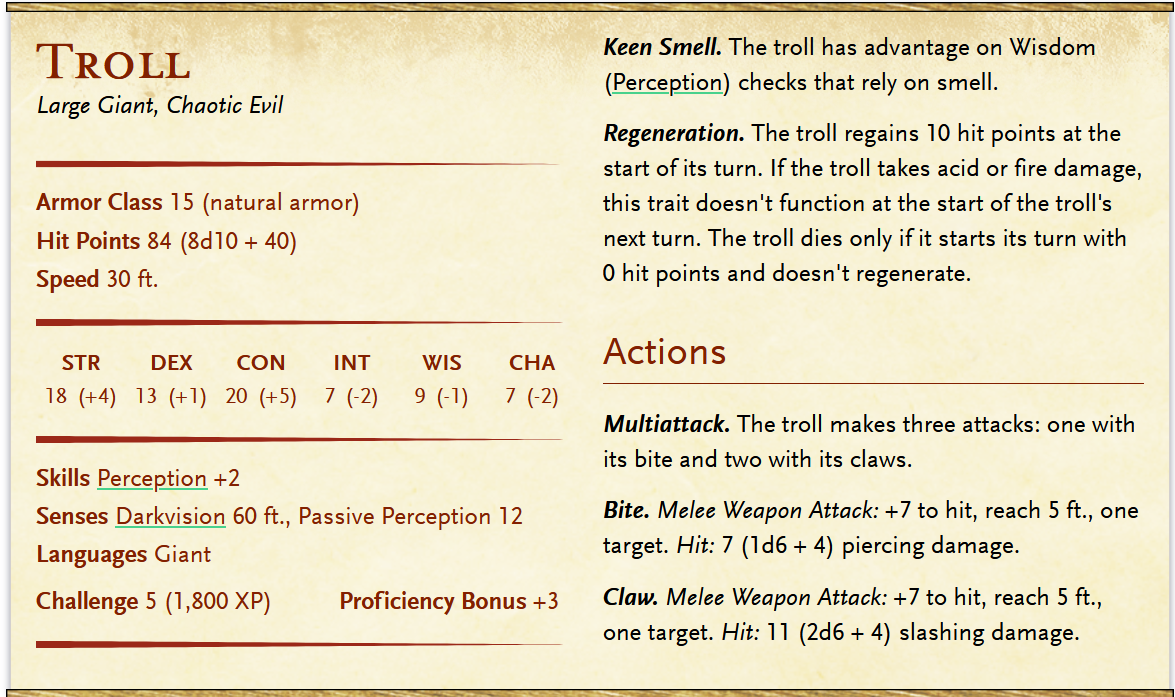 Troll
Large Giant, Chaotic Evil
Armor Class 15 (natural armor)
Hit Points 84 (8d10 + 40)
Speed 30 ft.
STR DEX CON INT WIS CHA
18 (+4) 13 (+1) 20 (+5) 7 (-2) 9 (-1) 7 (-2)
Skills Perception +2
Senses Darkvision 60 ft., Passive Perception 12
Languages Giant
Challenge 5 (1,800 XP) Proficiency Bonus +3
Keen Smell. The troll has advantage on Wisdom
(Perception) checks that rely on smell.
Regeneration. The troll regains 10 hit points at the
start of its turn. If the troll takes acid or fire damage,
this trait doesn't function at the start of the troll's
next turn. The troll dies only if it starts its turn with
0 hit points and doesn't regenerate.
Actions
Multiattack. The troll makes three attacks: one with
its bite and two with its claws.
Bite. Melee Weapon Attack: +7 to hit, reach 5 ft., one
target. Hit: 7 (1d6 + 4) piercing damage.
Claw. Melee Weapon Attack: +7 to hit, reach 5 ft.,
one target. Hit: 11 (2d6 + 4) slashing damage.